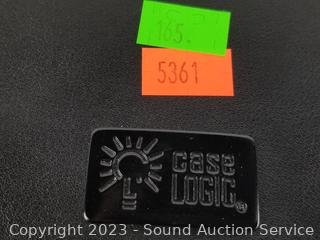 165.
5361
case
LOGIC®
Copyright © 2023 - Sound Auction Service